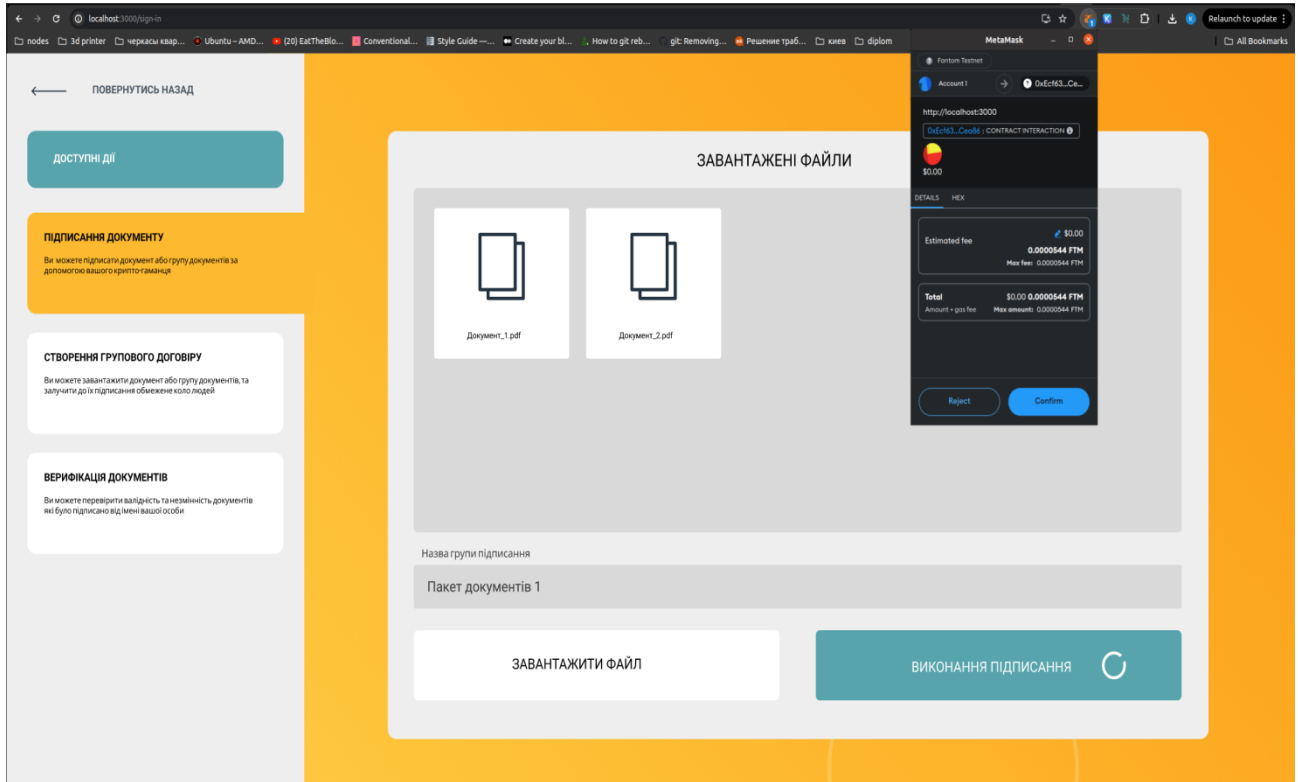 localhost:3000/sign-in
Relaunch to update
nodes 3d printer черкасы квар... Ubuntu – AMD... (20) EatTheBlo... Conventional... Style Guide —... Create your bl... How to git reb... git: Removing... Решение траб... киев diplom
All Bookmarks
ПОВЕРНУТИСЬ НАЗАД
ДОСТУПНІ ДІЇ
ПІДПИСАННЯ ДОКУМЕНТУ
Ви можете підписати документ або групу документів за
допомогою вашого крипто-гаманця
СТВОРЕННЯ ГРУПОВОГО ДОГОВІРУ
Ви можете завантажити документ або групу документів, та
залучити до їх підписання обмежене коло людей
ВЕРИФІКАЦІЯ ДОКУМЕНТІВ
Ви можете перевірити валідність та незмінність документів
які було підписано від імені вашої особи
ЗАВАНТАЖЕНІ ФАЙЛИ
Документ_1.pdf
Документ_2.pdf
Назва групи підписання
Пакет документів 1
ЗАВАНТАЖИТИ ФАЙЛ
ВИКОНАННЯ ПІДПИСАННЯ
MetaMask
Fantom Testnet
Account 1
0xEcf63...Ce...
http://localhost:3000
0xEcf63...Cea86 : CONTRACT INTERACTION
$0.00
DETAILS HEX
Estimated fee
$0.00
0.0000544 FTM
Max fee: 0.0000544 FTM
Total $0.00 0.0000544 FTM
Amount + gas fee Max amount: 0.0000544 FTM
Reject Confirm